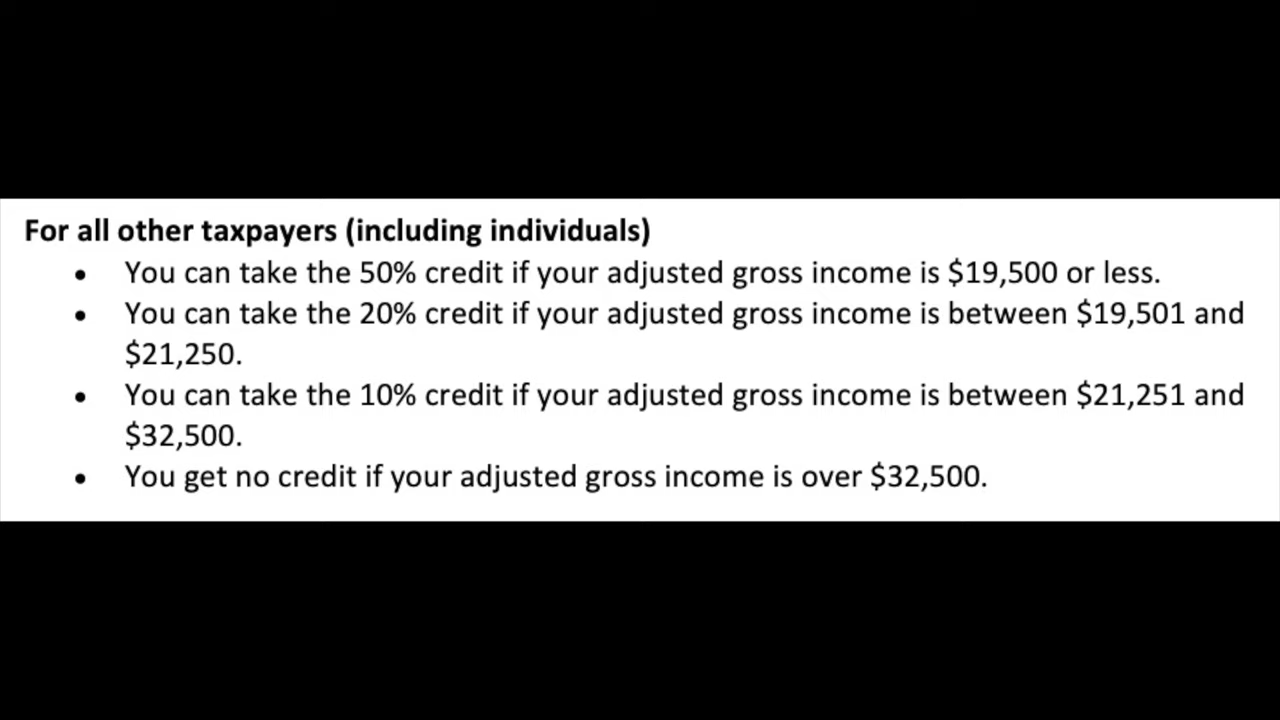 For all other taxpayers (including individuals)
• You can take the 50% credit if your adjusted gross income is $19,500 or less.
• You can take the 20% credit if your adjusted gross income is between $19,501 and
$21,250.
• You can take the 10% credit if your adjusted gross income is between $21,251 and
$32,500.
• You get no credit if your adjusted gross income is over $32,500.